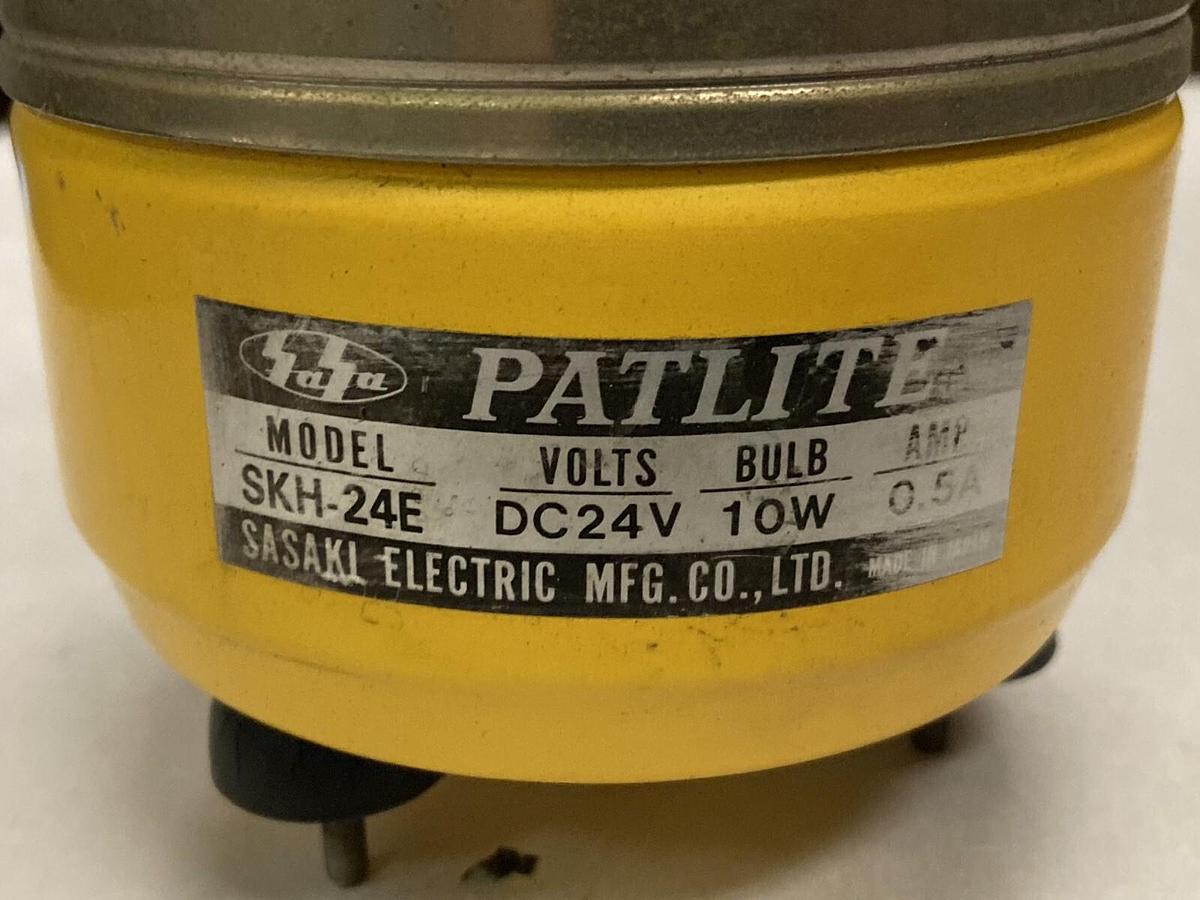 SaSa PATLITE
MODEL VOLTS BULB AMP
SKH-24E DC24V 10W 0.5A
SASAKI ELECTRIC MFG. CO., LTD. MADE IN JAPAN